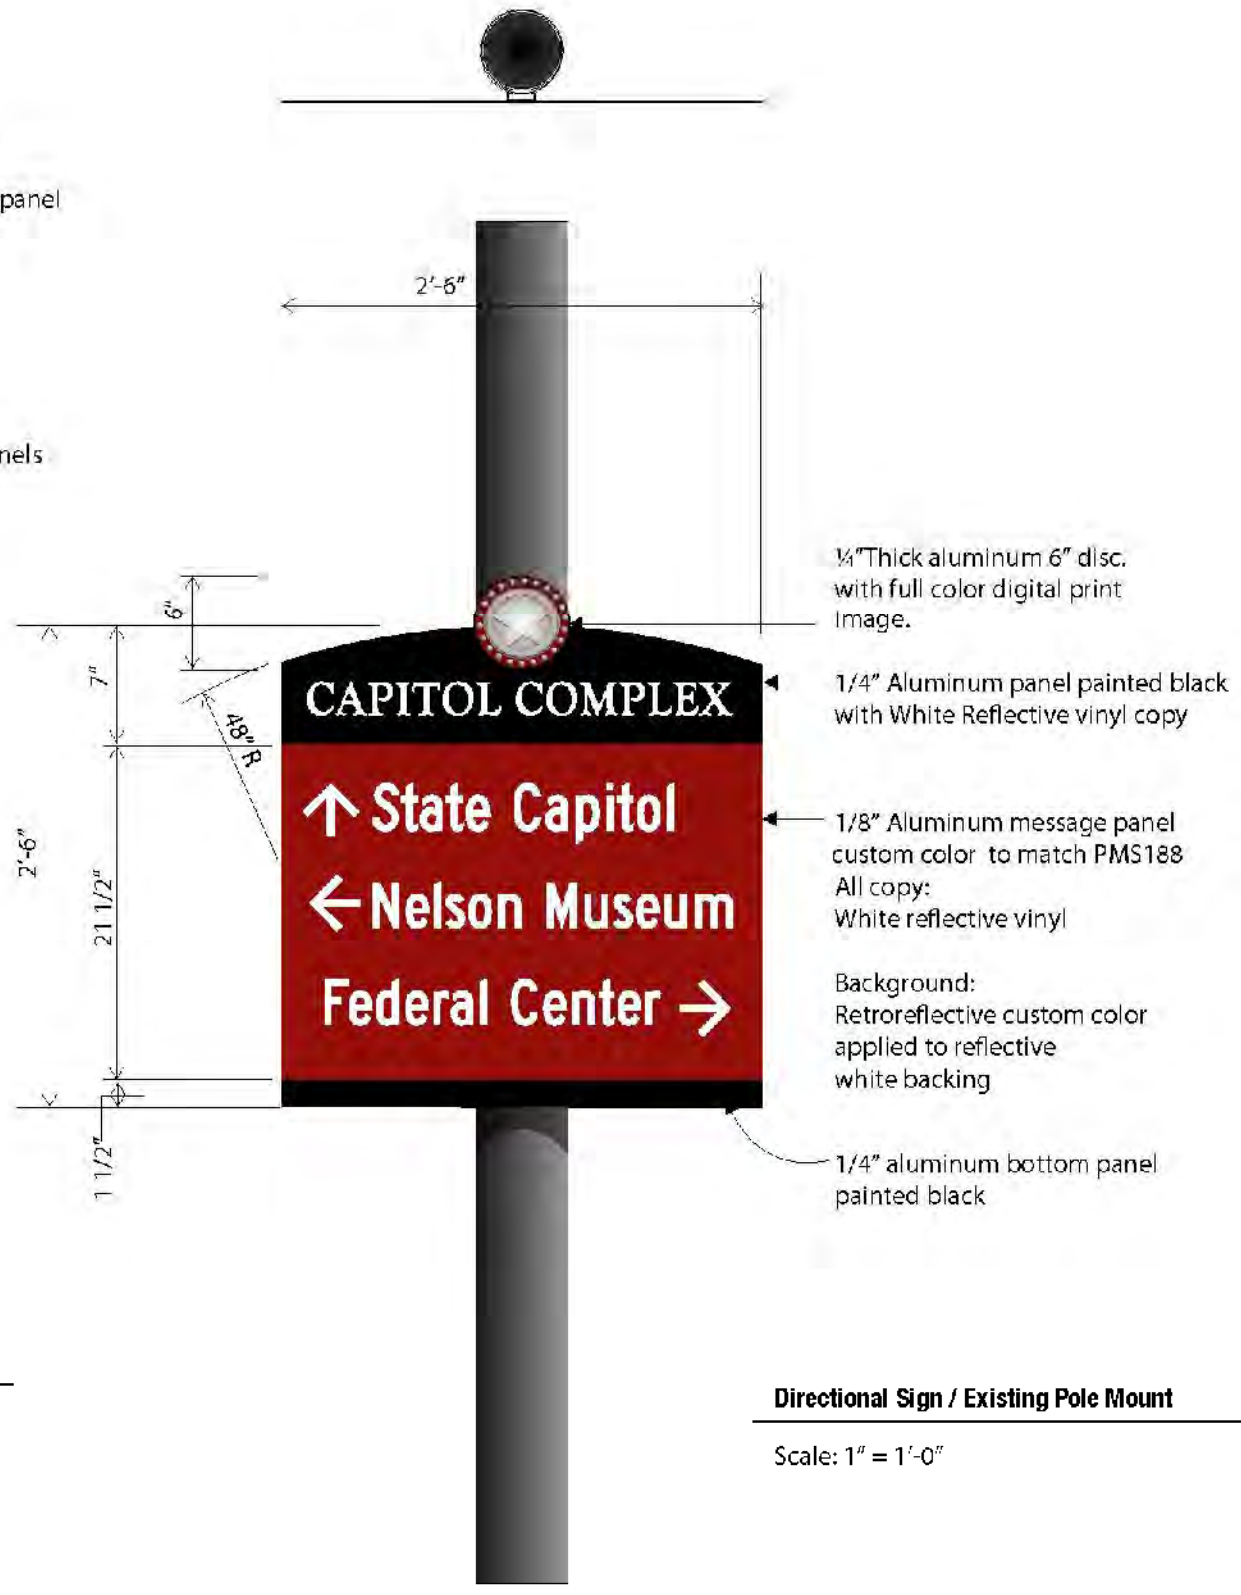 panel
2'-6"
nels
¼"Thick aluminum 6" disc.
with full color digital print
image.
6"
7"
48" R
1/4" Aluminum panel painted black
with White Reflective vinyl copy
CAPITOL COMPLEX
↑ State Capitol
← Nelson Museum
Federal Center →
2'-6"
21 1/2"
1 1/2"
1/8" Aluminum message panel
custom color to match PMS188
All copy:
White reflective vinyl
Background:
Retroreflective custom color
applied to reflective
white backing
1/4" aluminum bottom panel
painted black
Directional Sign / Existing Pole Mount
Scale: 1" = 1'-0"